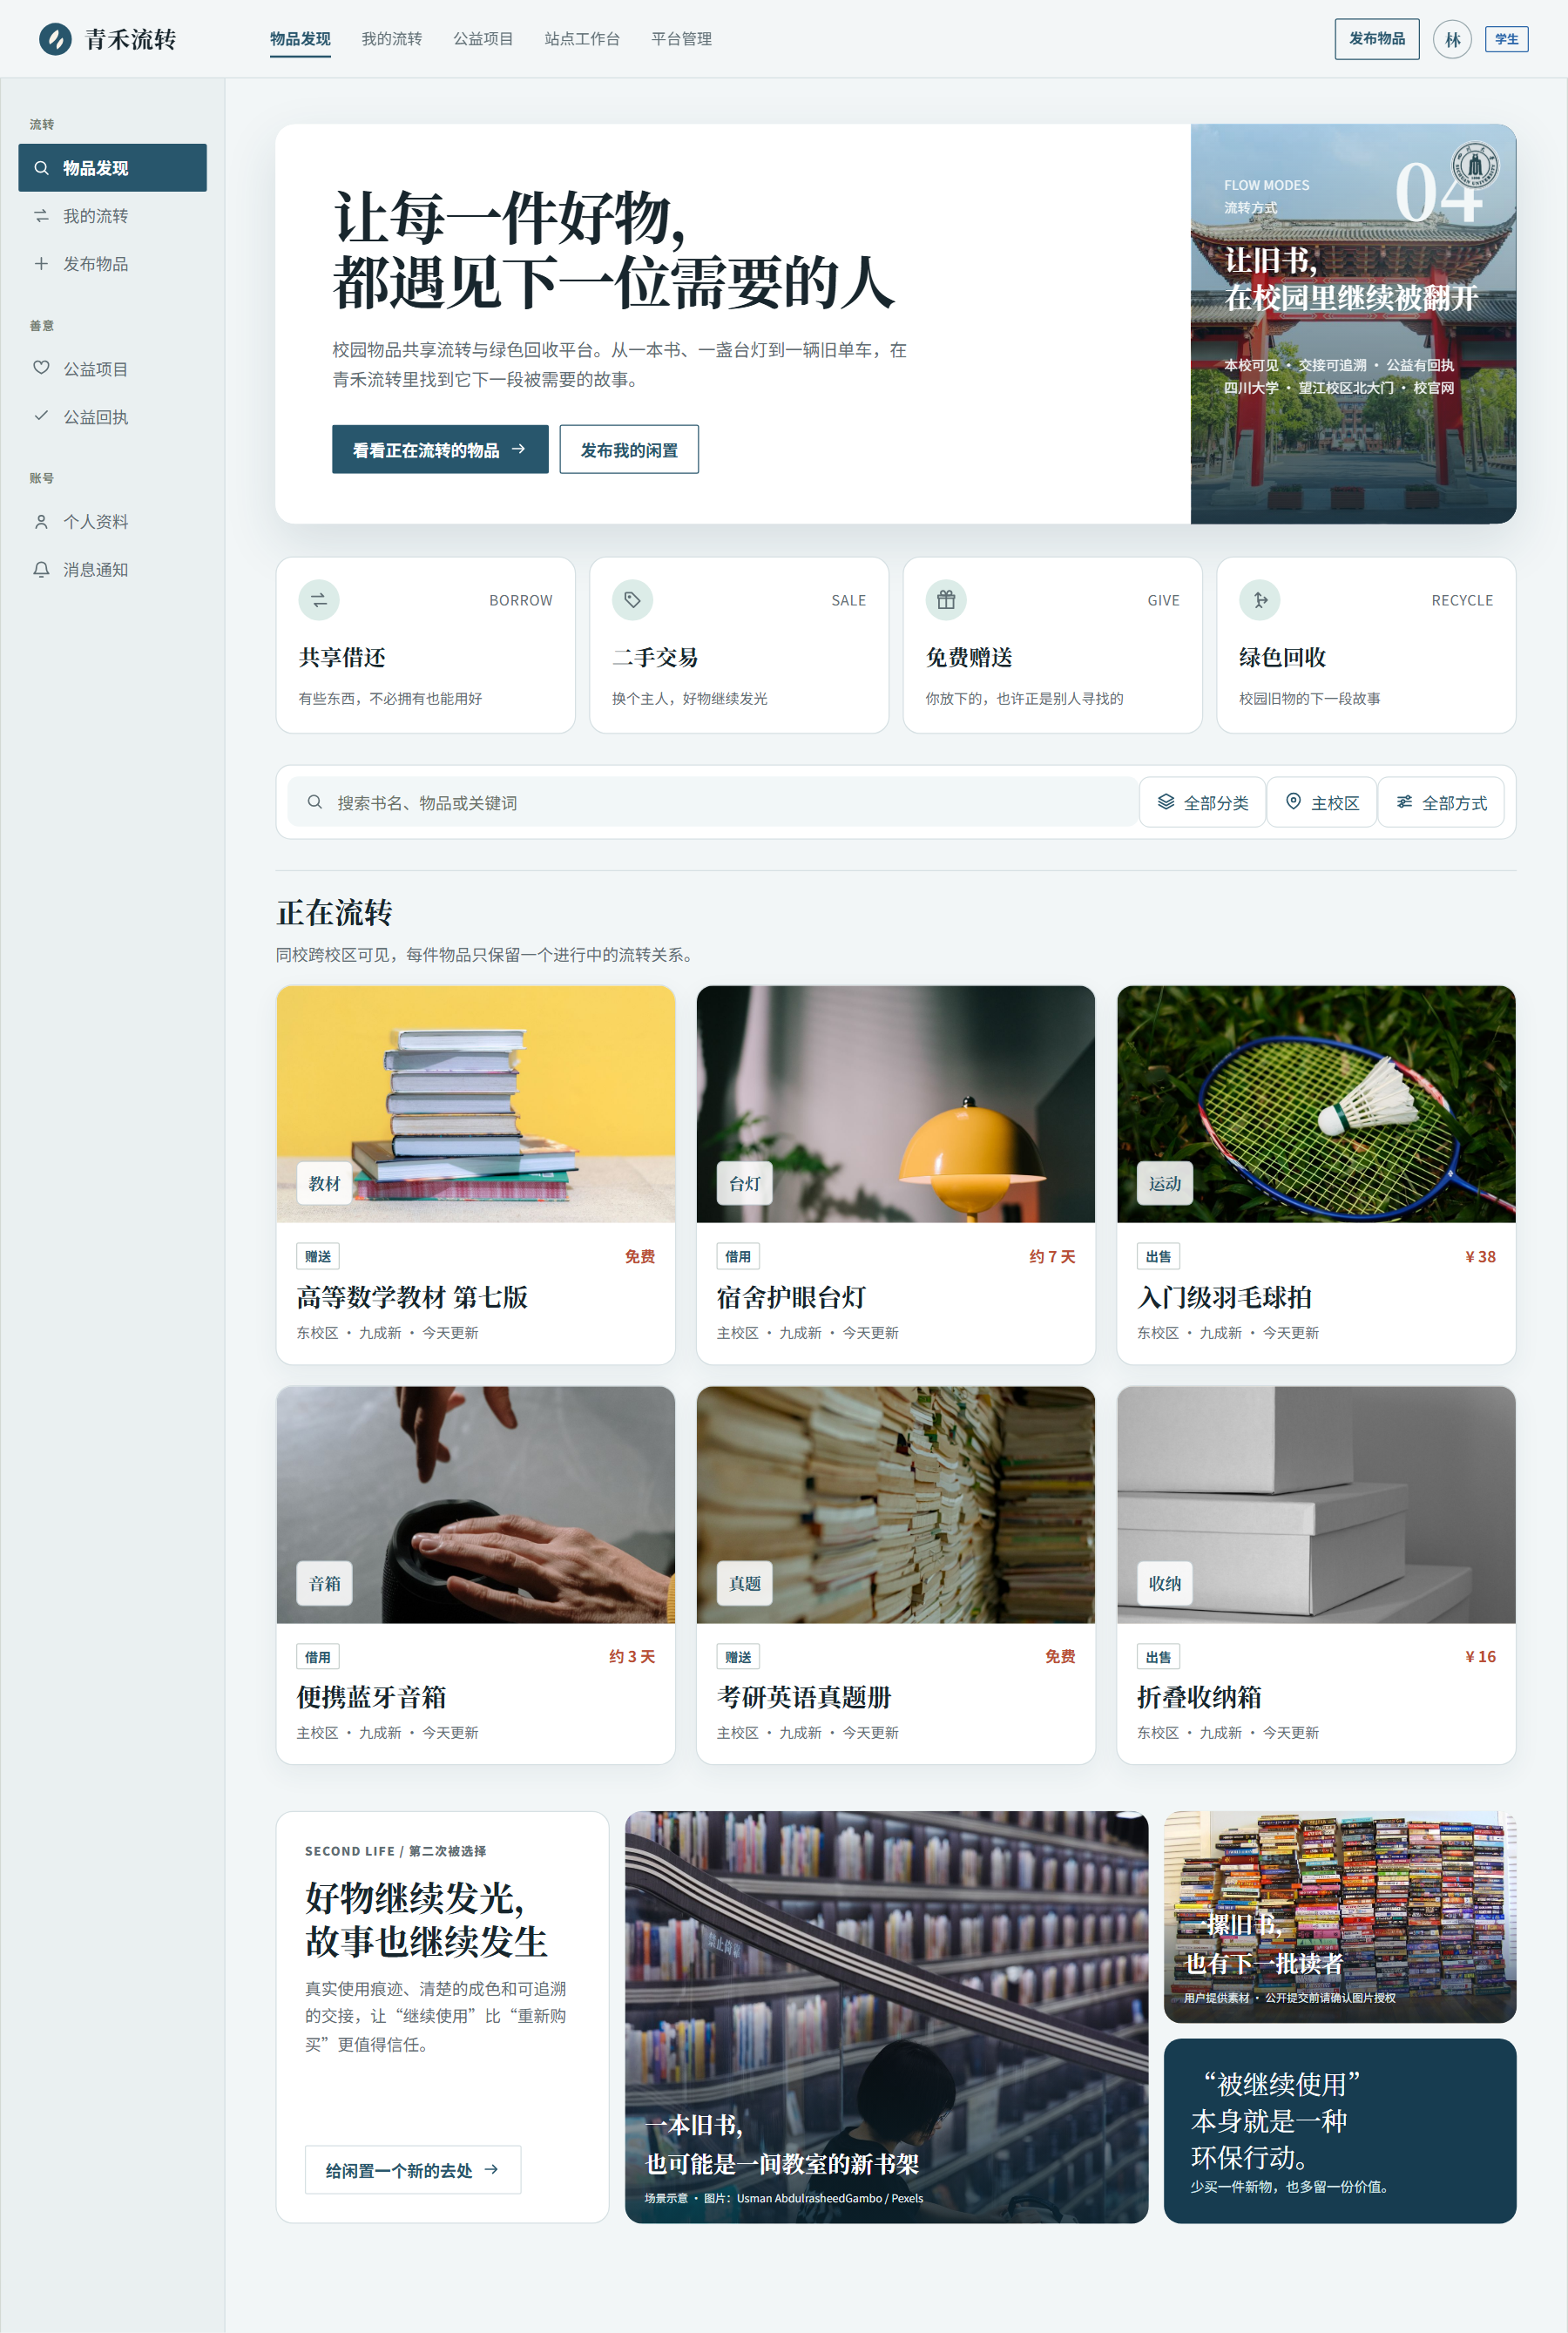 青禾流转
物品发现
我的流转
公益项目
站点工作台
平台管理
发布物品
林
学生
流转
物品发现
我的流转
发布物品
善意
公益项目
公益回执
账号
个人资料
消息通知
让每一件好物，
都遇见下一位需要的人
校园物品共享流转与绿色回收平台。从一本书、一盏台灯到一辆旧单车，在
青禾流转里找到它下一段被需要的故事。
看看正在流转的物品 →
发布我的闲置
FLOW MODES
流转方式
04
让旧书，
在校园里继续被翻开
本校可见 · 交接可追溯 · 公益有回执
四川大学 · 望江校区北大门 · 校官网
BORROW
共享借还
有些东西，不必拥有也能用好
SALE
二手交易
换个主人，好物继续发光
GIVE
免费赠送
你放下的，也许正是别人寻找的
RECYCLE
绿色回收
校园旧物的下一段故事
搜索书名、物品或关键词
全部分类
主校区
全部方式
正在流转
同校跨校区可见，每件物品只保留一个进行中的流转关系。
教材
赠送
免费
高等数学教材 第七版
东校区 · 九成新 · 今天更新
台灯
借用
约 7 天
宿舍护眼台灯
主校区 · 九成新 · 今天更新
运动
出售
¥ 38
入门级羽毛球拍
东校区 · 九成新 · 今天更新
音箱
借用
约 3 天
便携蓝牙音箱
主校区 · 九成新 · 今天更新
真题
赠送
免费
考研英语真题册
主校区 · 九成新 · 今天更新
收纳
出售
¥ 16
折叠收纳箱
东校区 · 九成新 · 今天更新
SECOND LIFE / 第二次被选择
好物继续发光，
故事也继续发生
真实使用痕迹、清楚的成色和可追溯
的交接，让“继续使用”比“重新购
买”更值得信任。
给闲置一个新的去处 →
一本旧书，
也可能是一间教室的新书架
场景示意 · 图片：Usman AbdulrasheedGambo / Pexels
一摞旧书，
也有下一批读者
用户提供素材 · 公开提交前请确认图片授权
“被继续使用”
本身就是一种
环保行动。
少买一件新物，也多留一份价值。